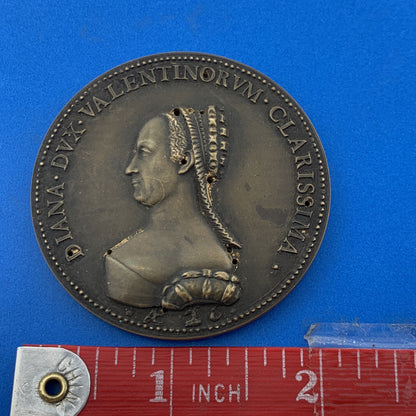 DIANA · DVX · VALENTINORVM · CLARISSIMA ·
1 INCH 2